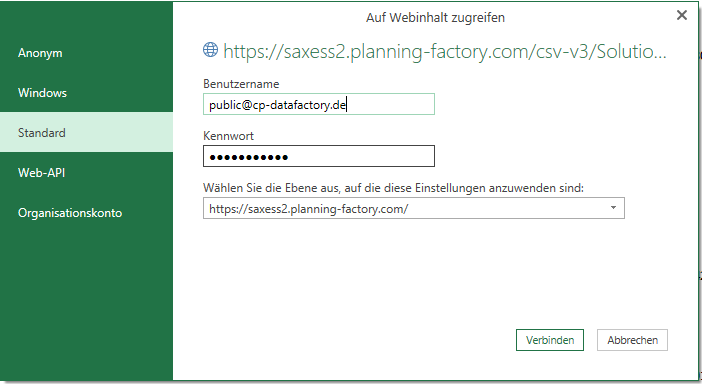 Auf Webinhalt zugreifen
Anonym
Windows
Standard
Web-API
Organisationskonto
https://saxess2.planning-factory.com/csv-v3/Solutio...
Benutzername
public@cp-datafactory.de
Kennwort
●●●●●●●●●●●
Wählen Sie die Ebene aus, auf die diese Einstellungen anzuwenden sind:
https://saxess2.planning-factory.com/
Verbinden
Abbrechen